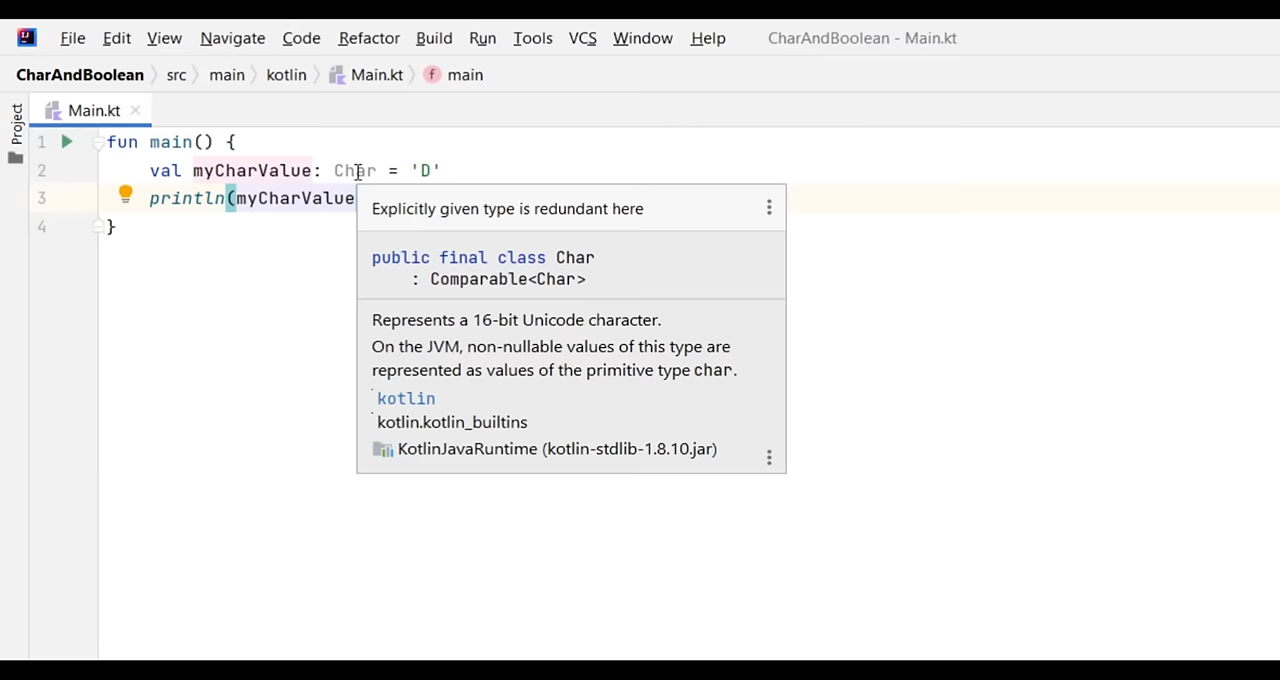 File Edit View Navigate Code Refactor Build Run Tools VCS Window Help CharAndBoolean - Main.kt
CharAndBoolean src main kotlin Main.kt f main
Project
Main.kt
1 fun main() {
2 val myCharValue: Char = 'D'
3 println(myCharValue
4 }
Explicitly given type is redundant here
public final class Char
: Comparable<Char>
Represents a 16-bit Unicode character.
On the JVM, non-nullable values of this type are
represented as values of the primitive type char.
kotlin
kotlin.kotlin_builtins
KotlinJavaRuntime (kotlin-stdlib-1.8.10.jar)